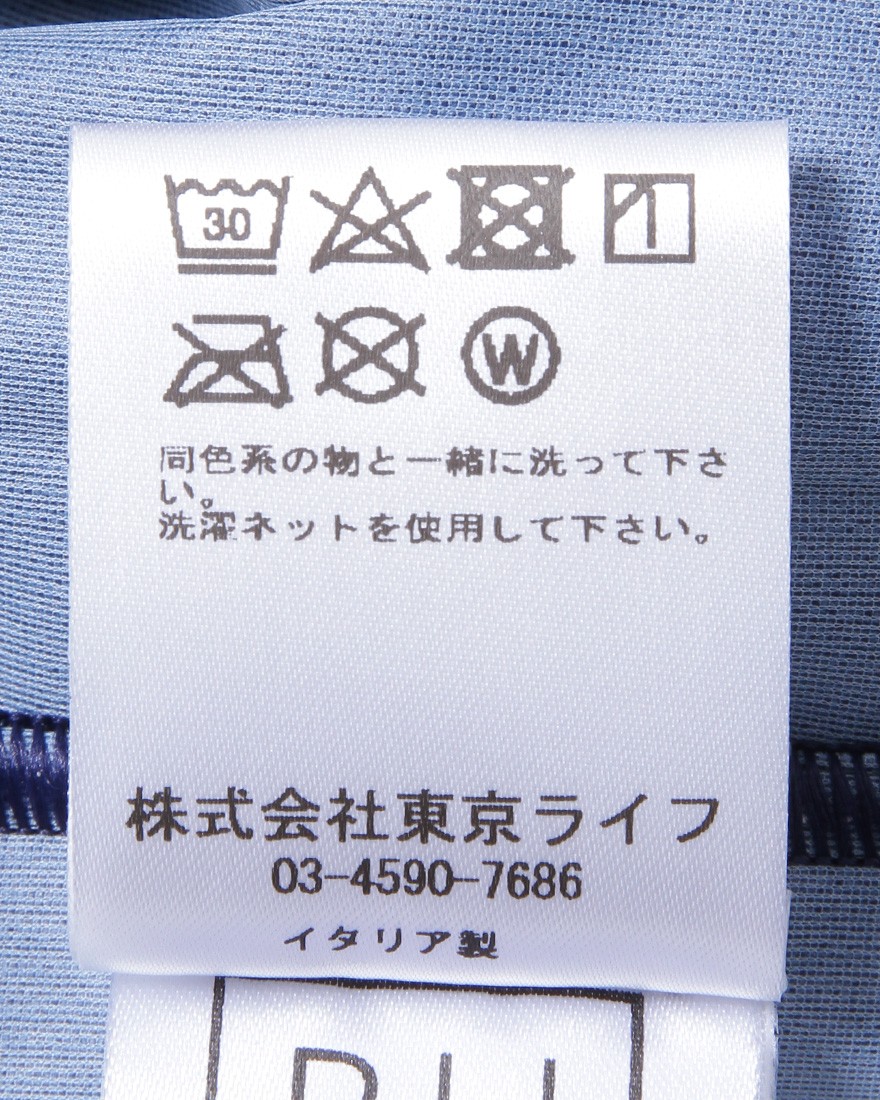 30
W
同色系の物と一緒に洗って下さ
い。
洗濯ネットを使用して下さい。
株式会社東京ライフ
03-4590-7686
イタリア製